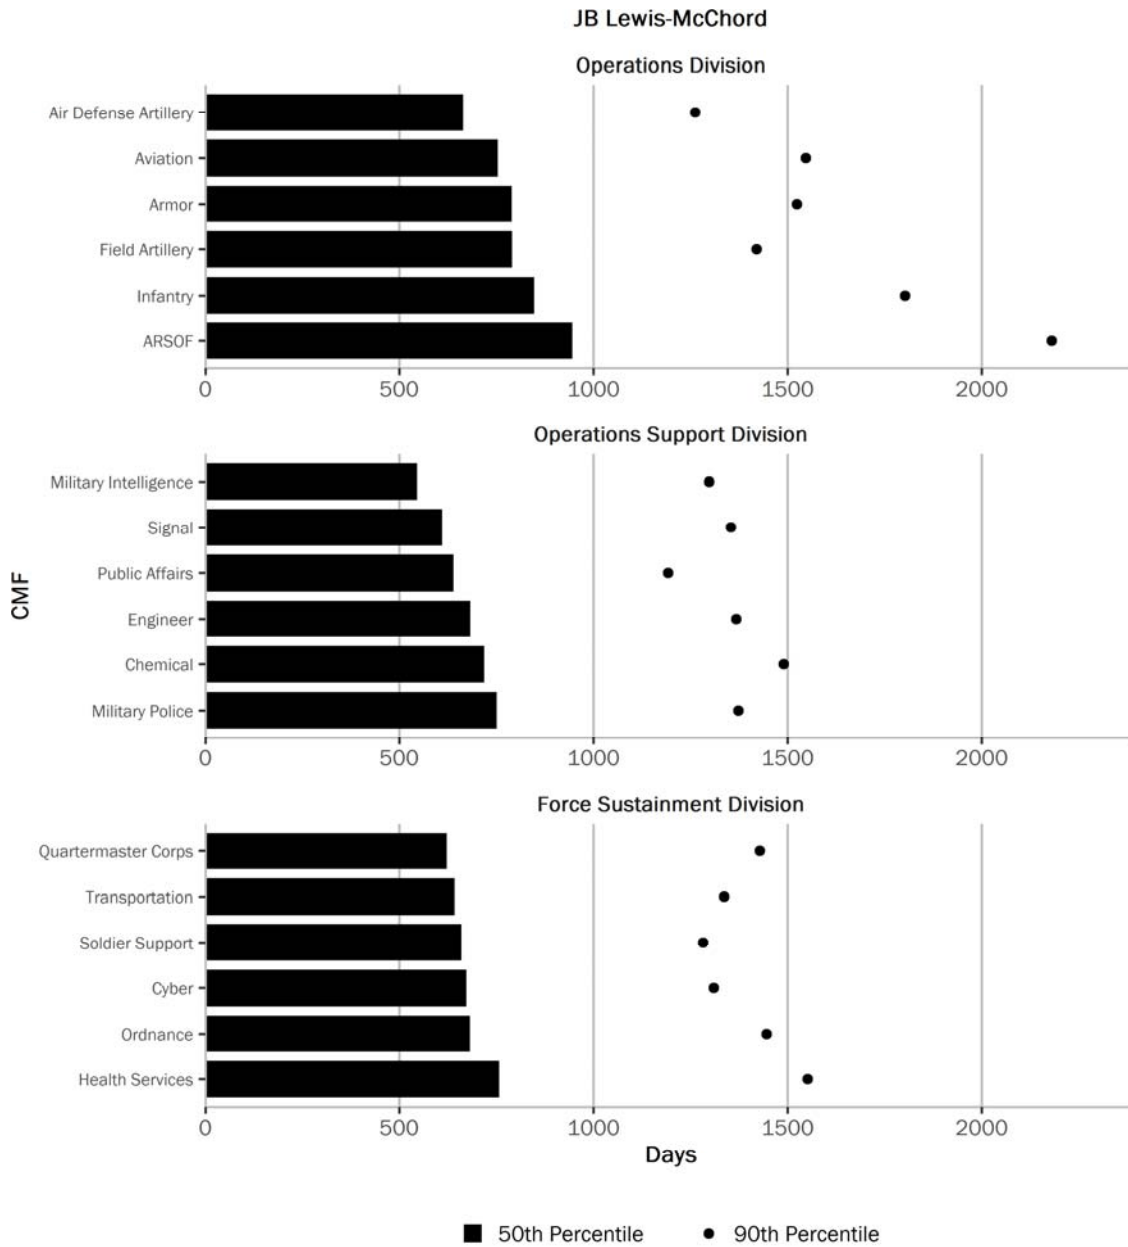 JB Lewis-McChord
Operations Division
Air Defense Artillery
Aviation
Armor
Field Artillery
Infantry
ARSOF
0 500 1000 1500 2000
Operations Support Division
Military Intelligence
Signal
Public Affairs
Engineer
Chemical
Military Police
0 500 1000 1500 2000
CMF
Force Sustainment Division
Quartermaster Corps
Transportation
Soldier Support
Cyber
Ordnance
Health Services
0 500 1000 1500 2000
Days
50th Percentile 90th Percentile